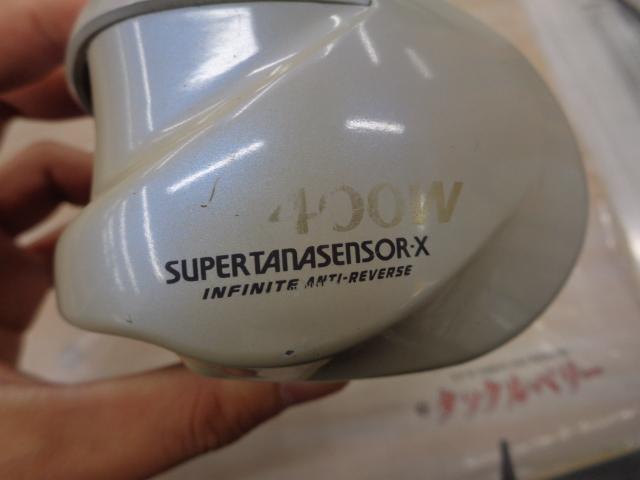 400W
SUPERTANASENSOR·X
INFINITE ANTI-REVERSE
タックルベリー